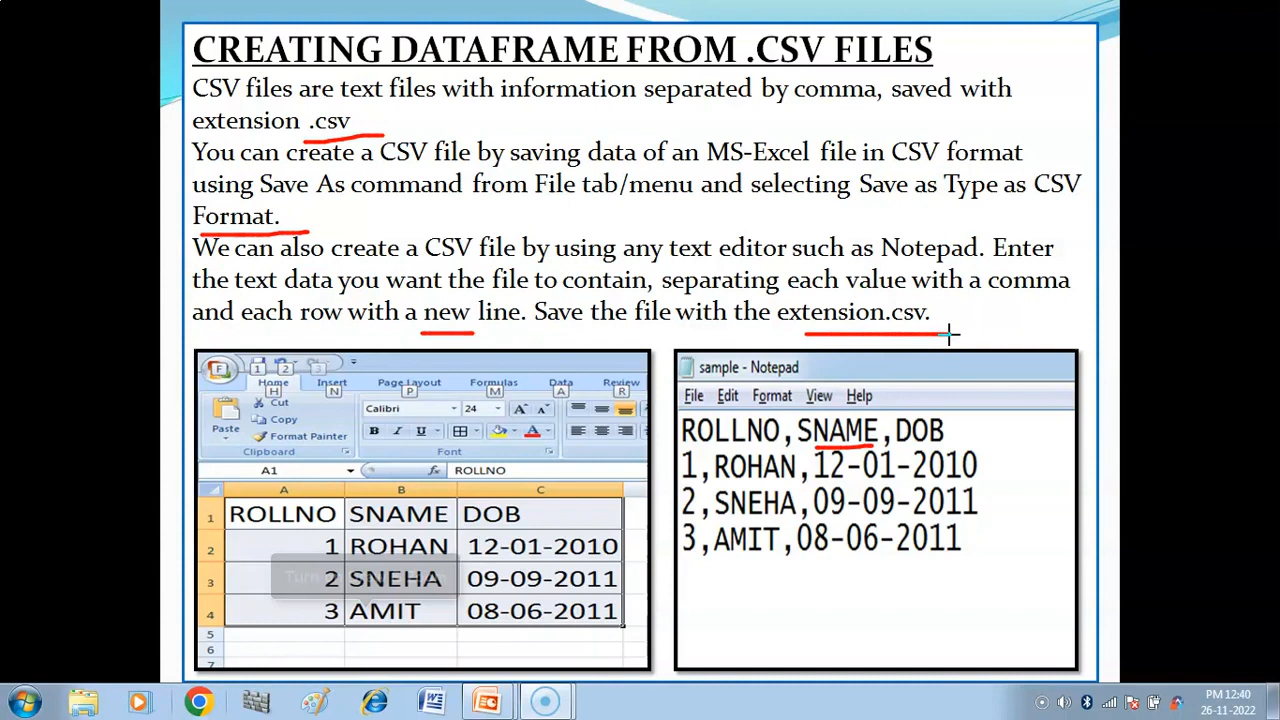 CREATING DATAFRAME FROM .CSV FILES
CSV files are text files with information separated by comma, saved with
extension .csv
You can create a CSV file by saving data of an MS-Excel file in CSV format
using Save As command from File tab/menu and selecting Save as Type as CSV
Format.
We can also create a CSV file by using any text editor such as Notepad. Enter
the text data you want the file to contain, separating each value with a comma
and each row with a new line. Save the file with the extension.csv.
F 1 2 3
Home Insert Page Layout Formulas Data Review
H N P M A R
Paste
Cut
Copy
Format Painter
Calibri 24 A A
B I U A
Clipboard Font
A1 fx ROLLNO
A B C
1 ROLLNO SNAME DOB
2 1 ROHAN 12-01-2010
3 2 SNEHA 09-09-2011
4 3 AMIT 08-06-2011
5
6
7
sample - Notepad
File Edit Format View Help
ROLLNO,SNAME,DOB
1,ROHAN,12-01-2010
2,SNEHA,09-09-2011
3,AMIT,08-06-2011
PM 12:40
26-11-2022